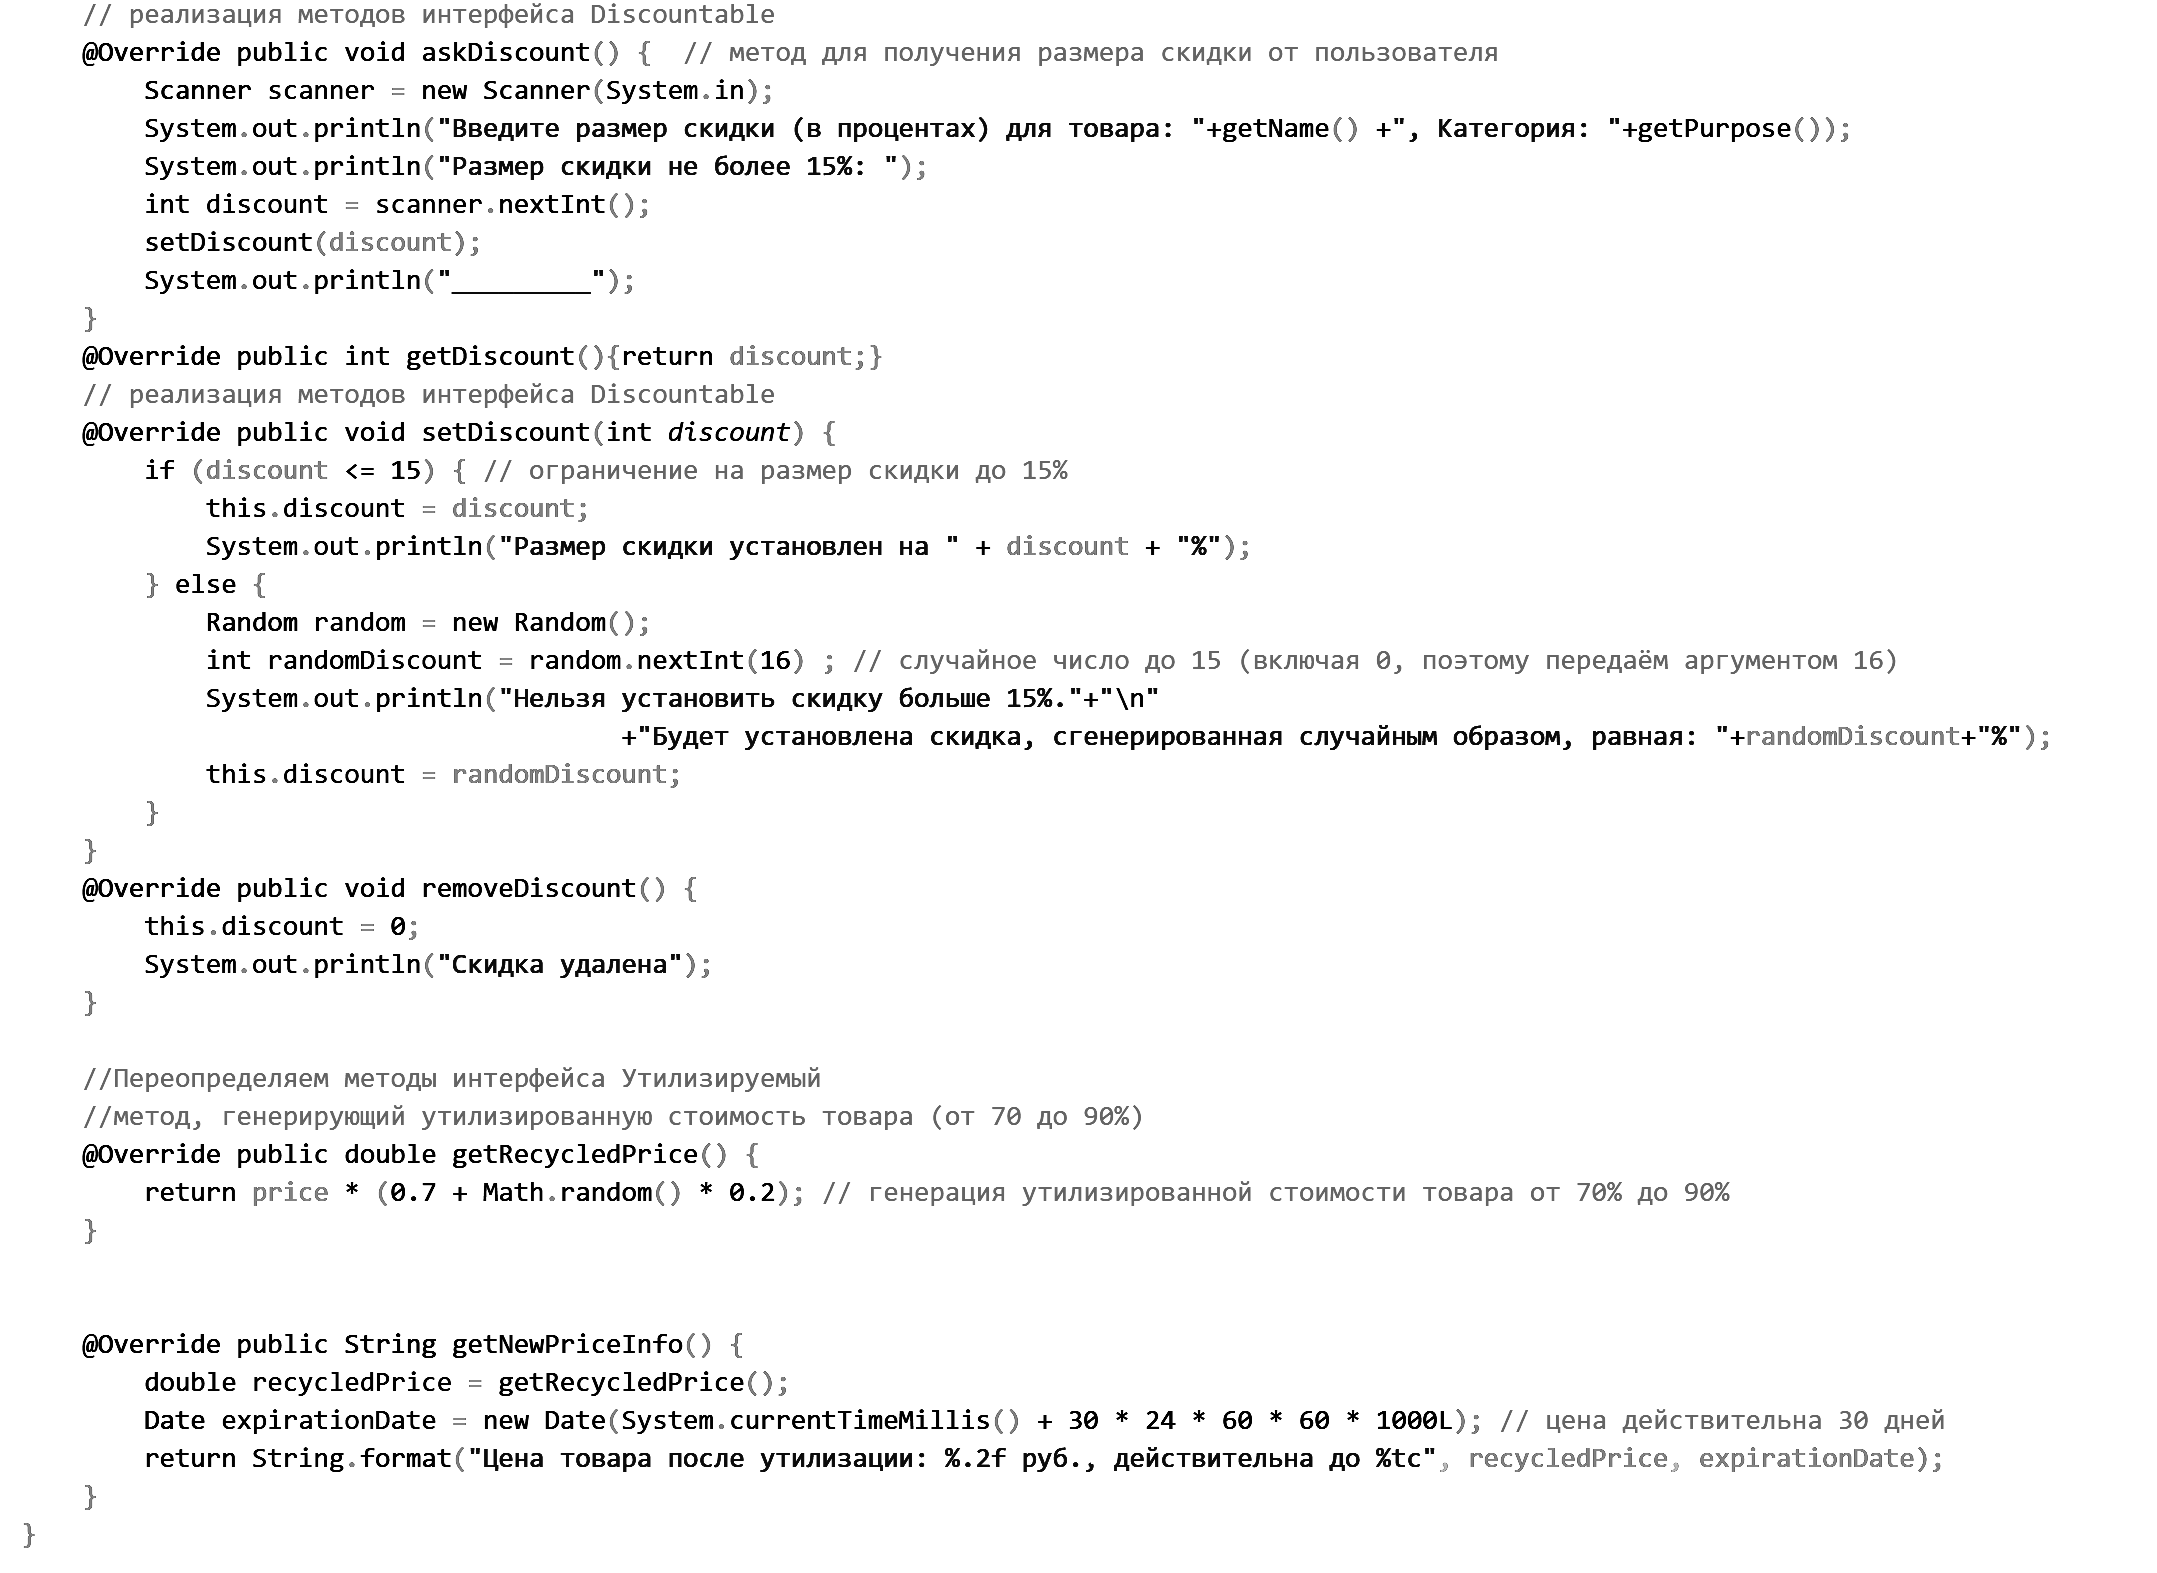 // реализация методов интерфейса Discountable
@Override public void askDiscount() {  // метод для получения размера скидки от пользователя
Scanner scanner = new Scanner(System.in);
System.out.println("Введите размер скидки (в процентах) для товара: "+getName() +", Категория: "+getPurpose());
System.out.println("Размер скидки не более 15%: ");
int discount = scanner.nextInt();
setDiscount(discount);
System.out.println("_________");
}
@Override public int getDiscount(){return discount;}
// реализация методов интерфейса Discountable
@Override public void setDiscount(int discount) {
if (discount <= 15) { // ограничение на размер скидки до 15%
this.discount = discount;
System.out.println("Размер скидки установлен на " + discount + "%");
} else {
Random random = new Random();
int randomDiscount = random.nextInt(16) ; // случайное число до 15 (включая 0, поэтому передаём аргументом 16)
System.out.println("Нельзя установить скидку больше 15%."+"\n"
+"Будет установлена скидка, сгенерированная случайным образом, равная: "+randomDiscount+"%");
this.discount = randomDiscount;
}
}
@Override public void removeDiscount() {
this.discount = 0;
System.out.println("Скидка удалена");
}
//Переопределяем методы интерфейса Утилизируемый
//метод, генерирующий утилизированную стоимость товара (от 70 до 90%)
@Override public double getRecycledPrice() {
return price * (0.7 + Math.random() * 0.2); // генерация утилизированной стоимости товара от 70% до 90%
}
@Override public String getNewPriceInfo() {
double recycledPrice = getRecycledPrice();
Date expirationDate = new Date(System.currentTimeMillis() + 30 * 24 * 60 * 60 * 1000L); // цена действительна 30 дней
return String.format("Цена товара после утилизации: %.2f руб., действительна до %tc", recycledPrice, expirationDate);
}
}